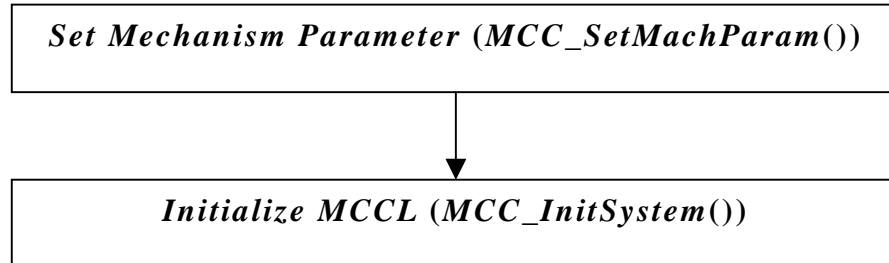 Set Mechanism Parameter (MCC_SetMachParam())
Initialize MCCL (MCC_InitSystem())